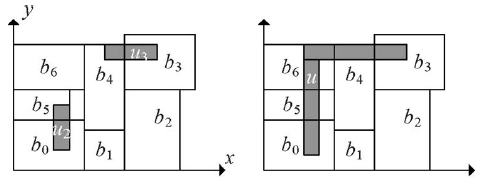 y
b6 b4 u3 b3
b5 u2 b2
b0 b1 x
b6 u b4 b3
b5 b2
b0 b1